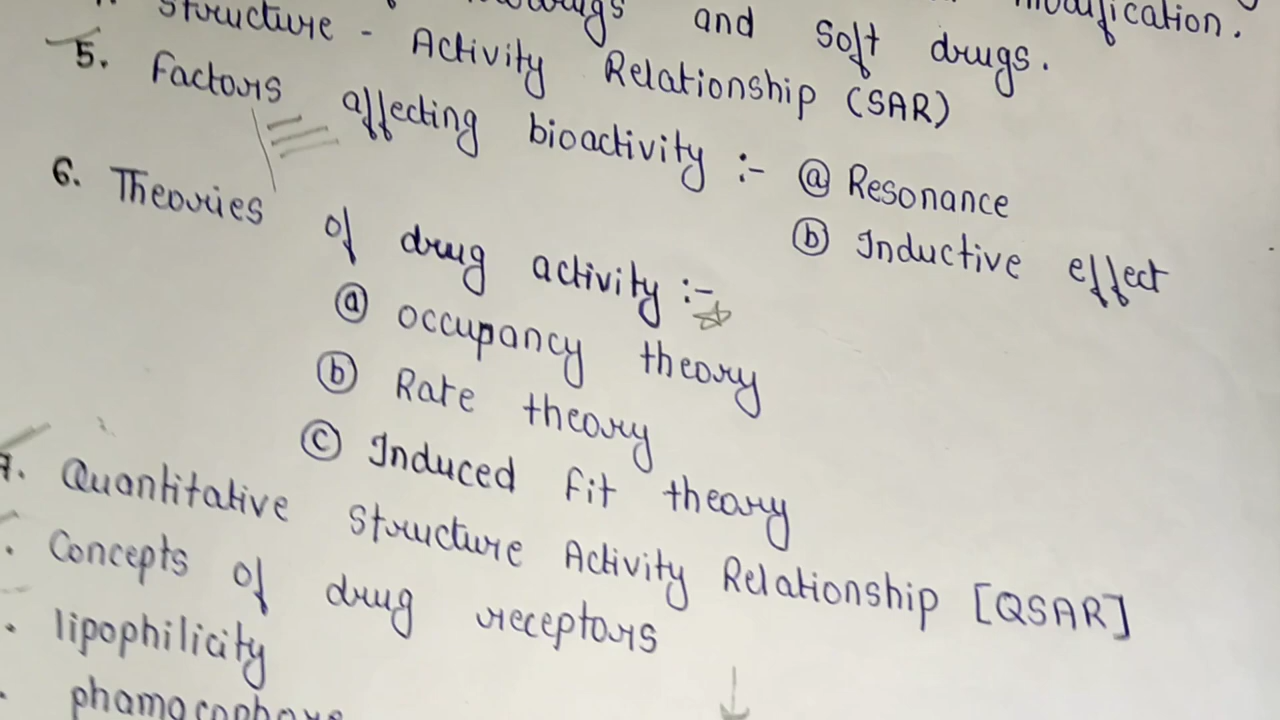 and soft drugs.
Structure - Activity Relationship (SAR)
5. Factors affecting bioactivity :- ⓐ Resonance
ⓑ Inductive effect
6. Theories of drug activity :-
ⓐ occupancy theory
ⓑ Rate theory
ⓒ Induced fit theory
7. Quantitative Structure Activity Relationship [QSAR]
. Concepts of drug receptors
. lipophilicity